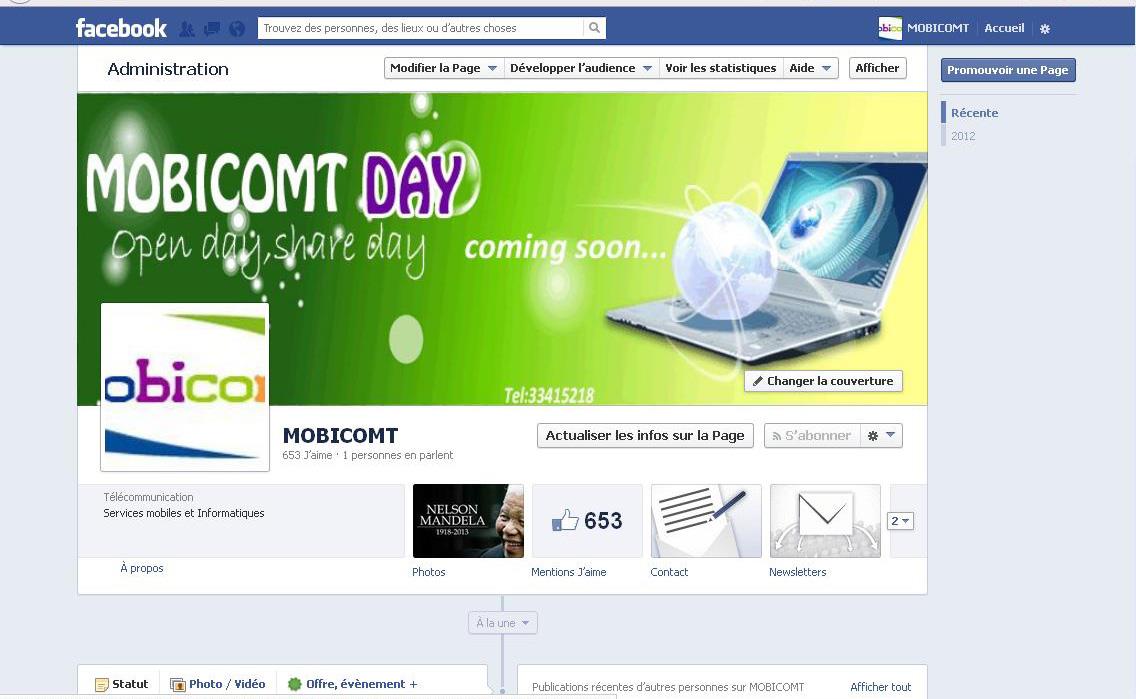 facebook
Trouvez des personnes, des lieux ou d'autres choses
MOBICOMT
Accueil
Administration
Modifier la Page
Développer l'audience
Voir les statistiques
Aide
Afficher
Promouvoir une Page
Récente
2012
MOBICOMT DAY
Open day,share day
coming soon...
Tel:33415218
Changer la couverture
obicom
MOBICOMT
653 J'aime · 1 personnes en parlent
Actualiser les infos sur la Page
S'abonner
Télécommunication
Services mobiles et Informatiques
À propos
NELSON
MANDELA
1918-2013
Photos
653
Mentions J'aime
Contact
Newsletters
2
À la une
Statut
Photo / Vidéo
Offre, évènement +
Publications récentes d'autres personnes sur MOBICOMT
Afficher tout